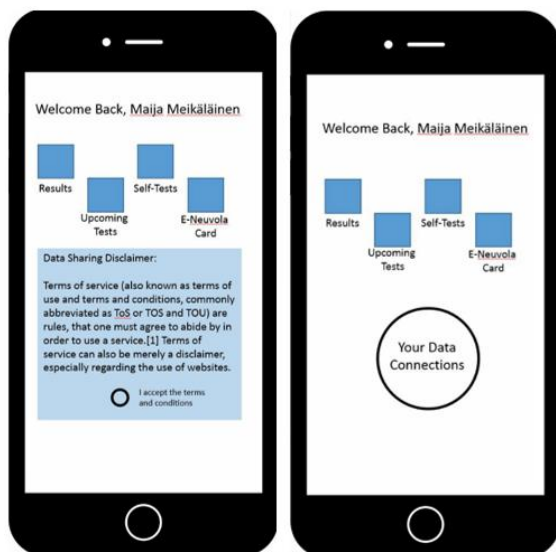 Welcome Back, Maija Meikäläinen
Results
Self-Tests
Upcoming
Tests
E-Neuvola
Card
Data Sharing Disclaimer:
Terms of service (also known as terms of
use and terms and conditions, commonly
abbreviated as ToS or TOS and TOU) are
rules, that one must agree to abide by in
order to use a service.[1] Terms of
service can also be merely a disclaimer,
especially regarding the use of websites.
I accept the terms
and conditions
Welcome Back, Maija Meikäläinen
Results
Self-Tests
Upcoming
Tests
E-Neuvola
Card
Your Data
Connections